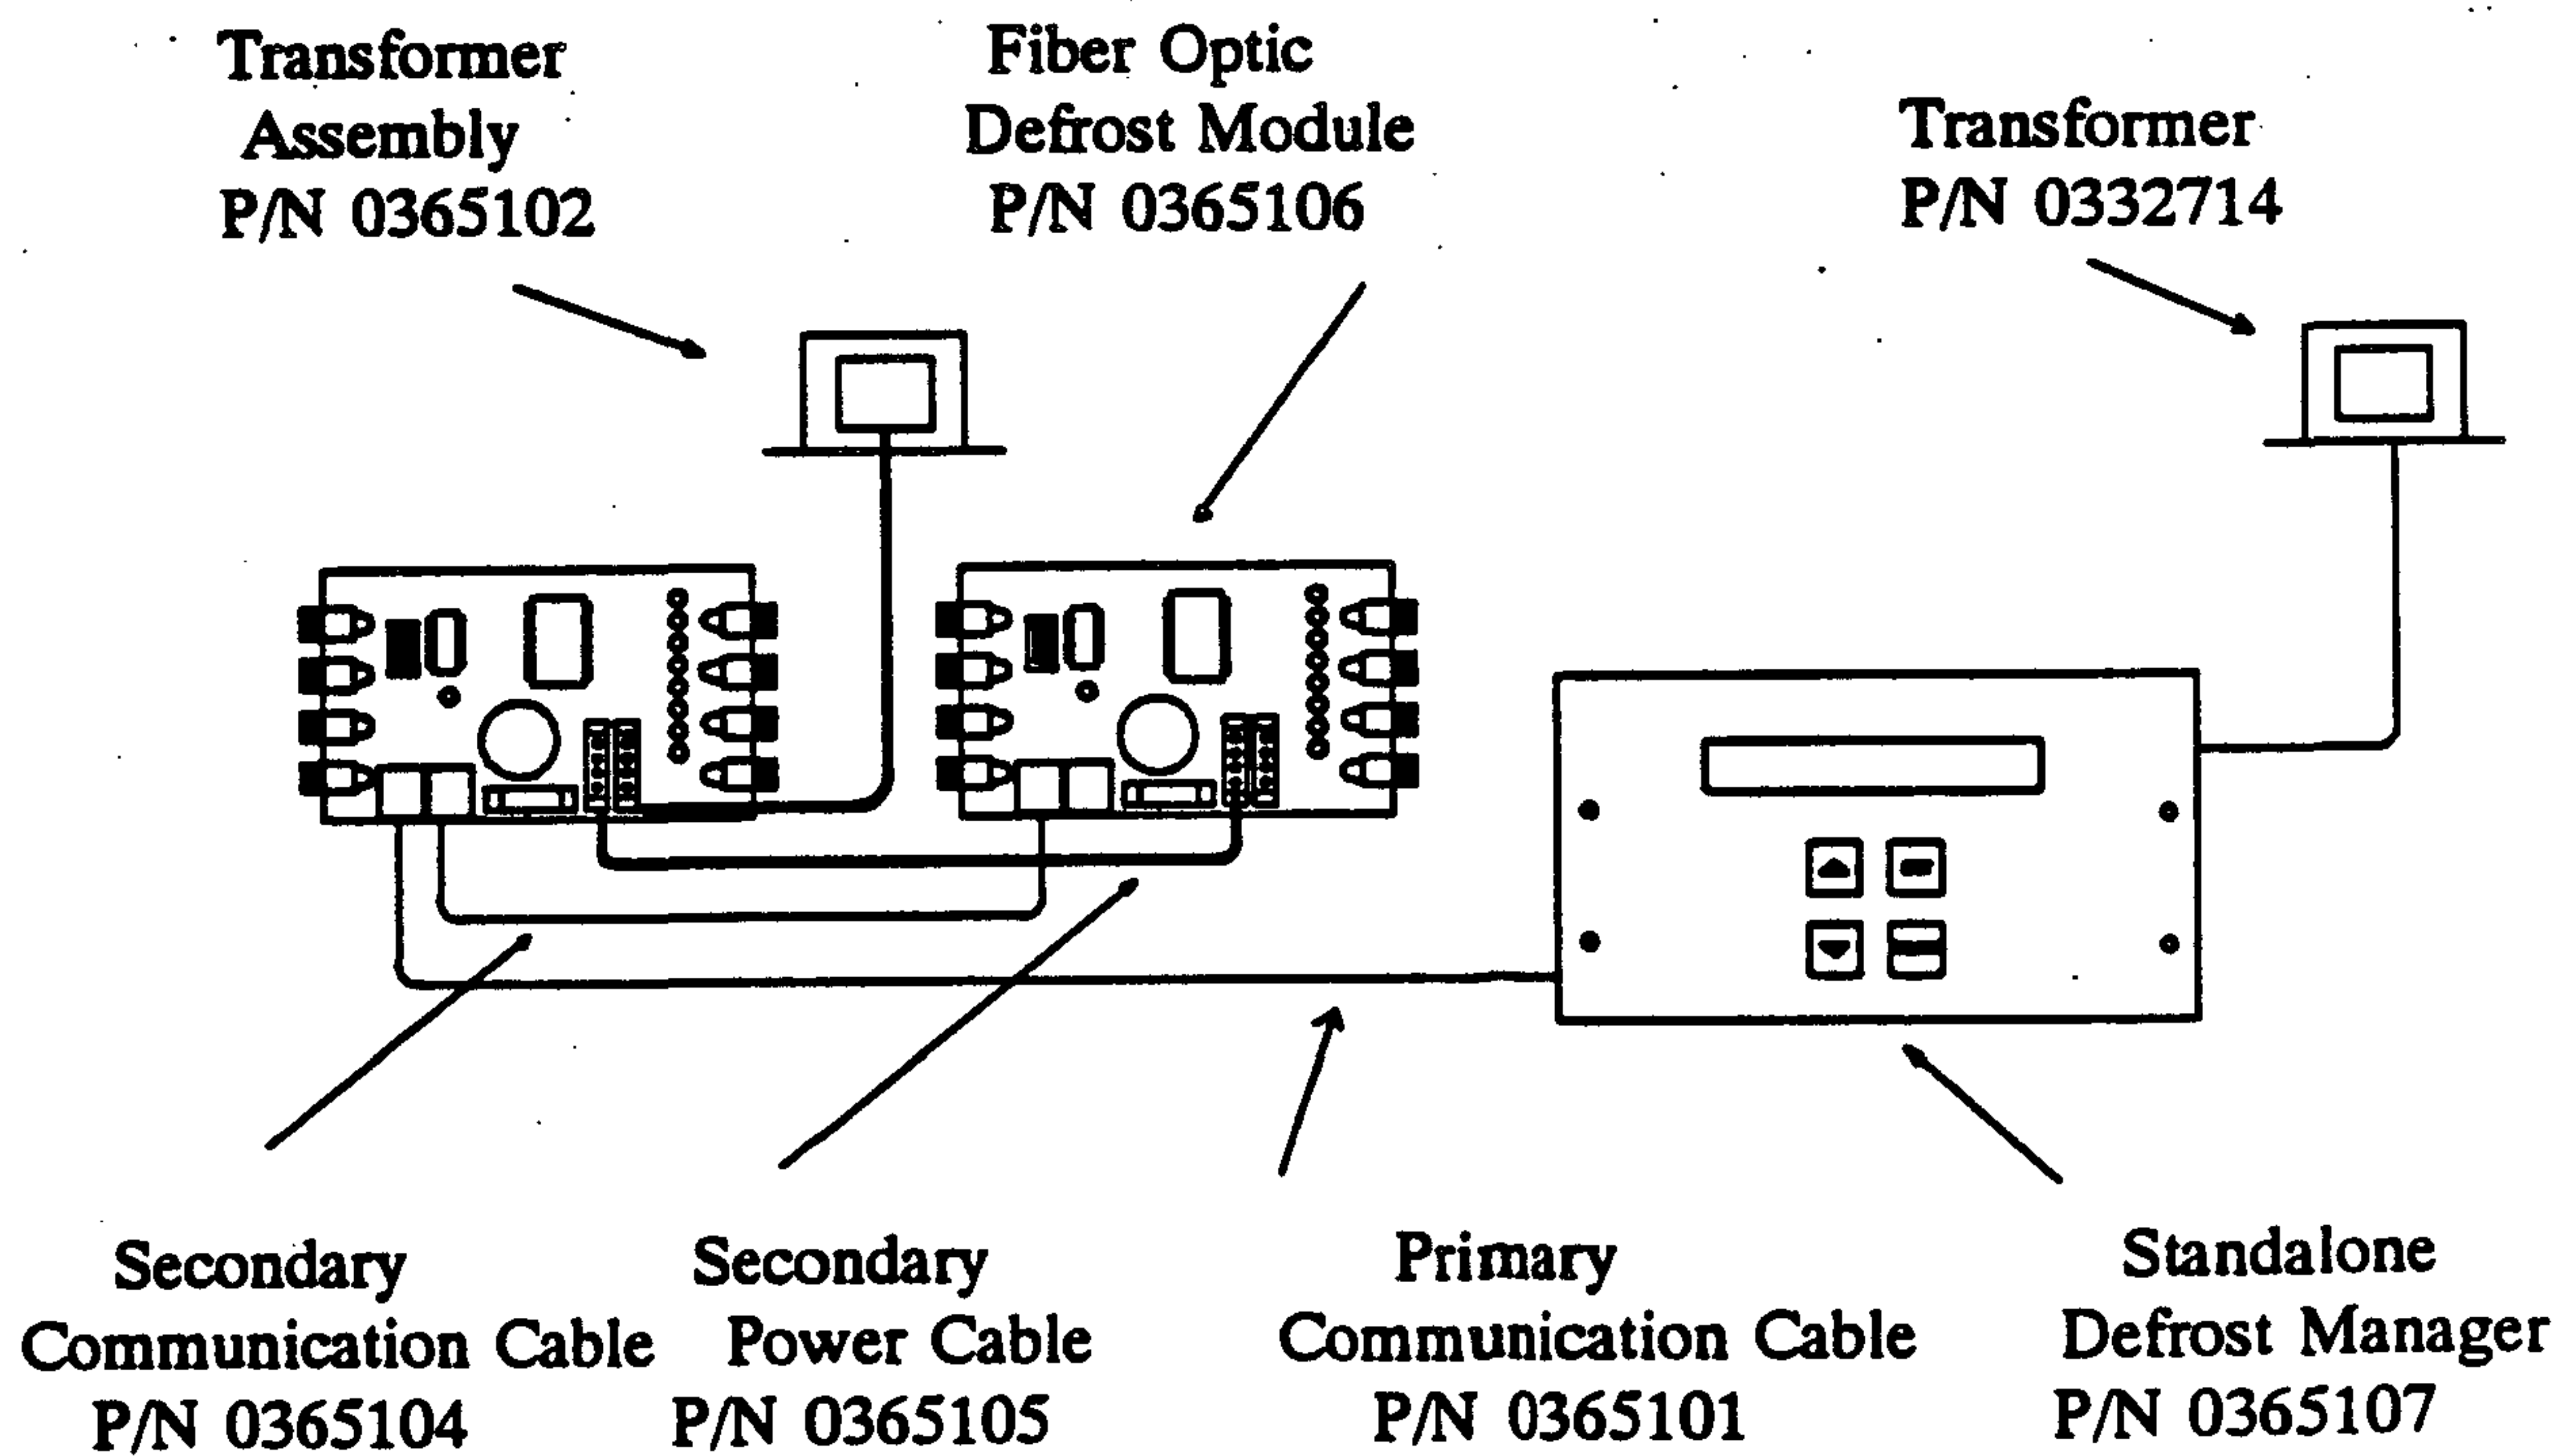 Transformer
Assembly
P/N 0365102
Fiber Optic
Defrost Module
P/N 0365106
Transformer
P/N 0332714
Secondary
Communication Cable
P/N 0365104
Secondary
Power Cable
P/N 0365105
Primary
Communication Cable
P/N 0365101
Standalone
Defrost Manager
P/N 0365107